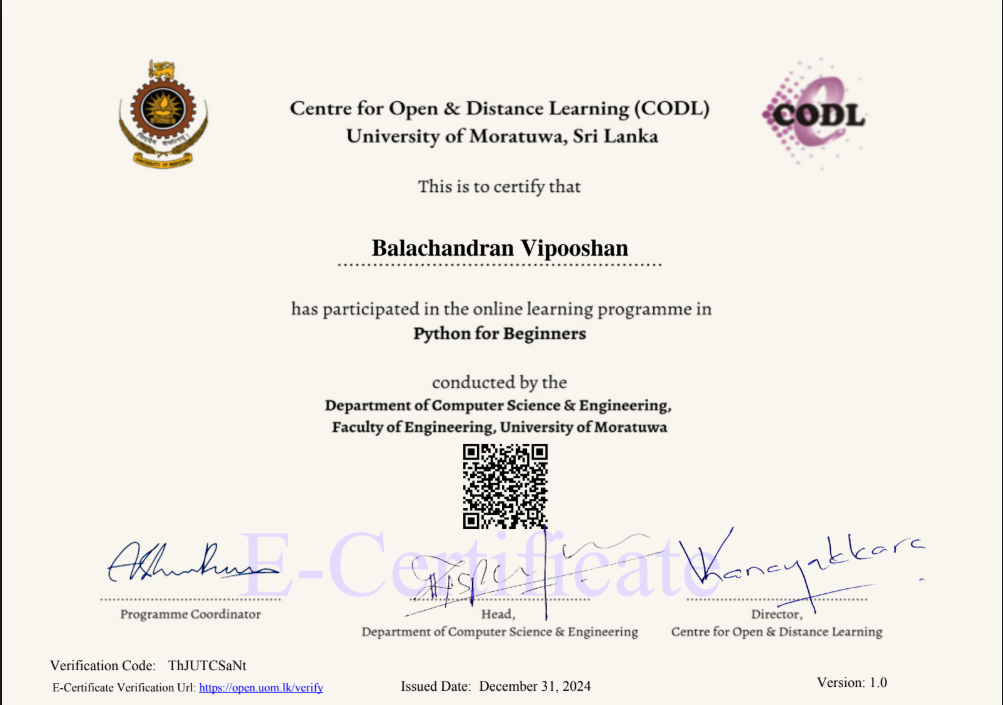 Centre for Open & Distance Learning (CODL)
University of Moratuwa, Sri Lanka
CODL
UNIVERSITY OF MORATUWA
This is to certify that
Balachandran Vipooshan
has participated in the online learning programme in
Python for Beginners
conducted by the
Department of Computer Science & Engineering,
Faculty of Engineering, University of Moratuwa
E-Certificate
Programme Coordinator
Head,
Department of Computer Science & Engineering
Director,
Centre for Open & Distance Learning
Verification Code: ThJUTCSaNt
E-Certificate Verification Url: https://open.uom.lk/verify
Issued Date: December 31, 2024
Version: 1.0